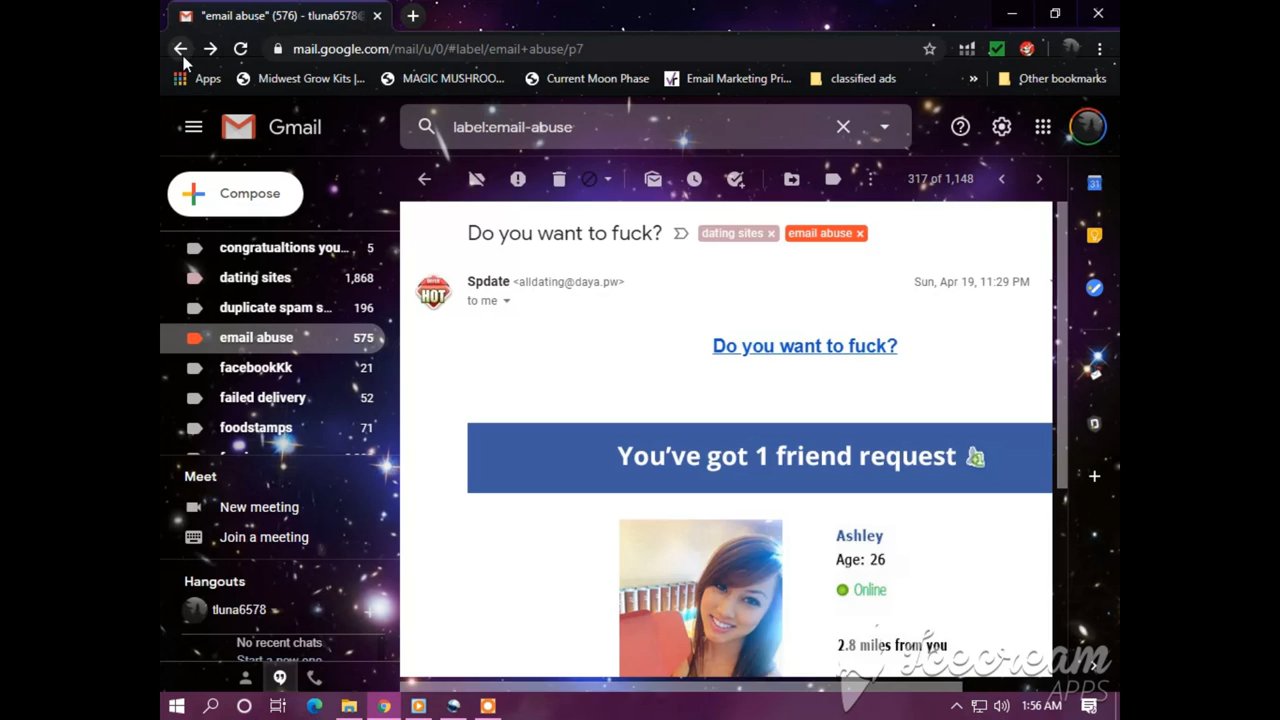 "email abuse" (576) - tluna6578@
mail.google.com/mail/u/0/#label/email+abuse/p7
Apps Midwest Grow Kits |... MAGIC MUSHROO... Current Moon Phase Email Marketing Pri... classified ads » Other bookmarks
Gmail
label:email-abuse
Compose
317 of 1,148
congratualtions you... 5
dating sites 1,868
duplicate spam s... 196
email abuse 575
facebookKk 21
failed delivery 52
foodstamps 71
Meet
New meeting
Join a meeting
Hangouts
tluna6578
No recent chats
Start a new one
Do you want to fuck? dating sites x email abuse x
Spdate <alldating@daya.pw> Sun, Apr 19, 11:29 PM
to me
HOT
Do you want to fuck?
You've got 1 friend request
Ashley
Age: 26
Online
2.8 miles from you
Icecream
APPS
31
1:56 AM